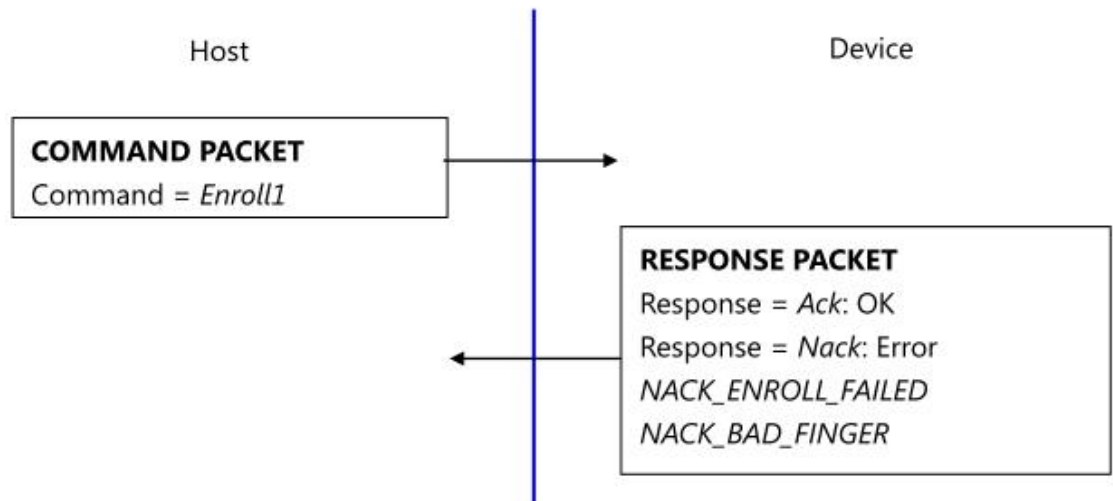 Host
Device
COMMAND PACKET
Command = Enroll1
RESPONSE PACKET
Response = Ack: OK
Response = Nack: Error
NACK_ENROLL_FAILED
NACK_BAD_FINGER